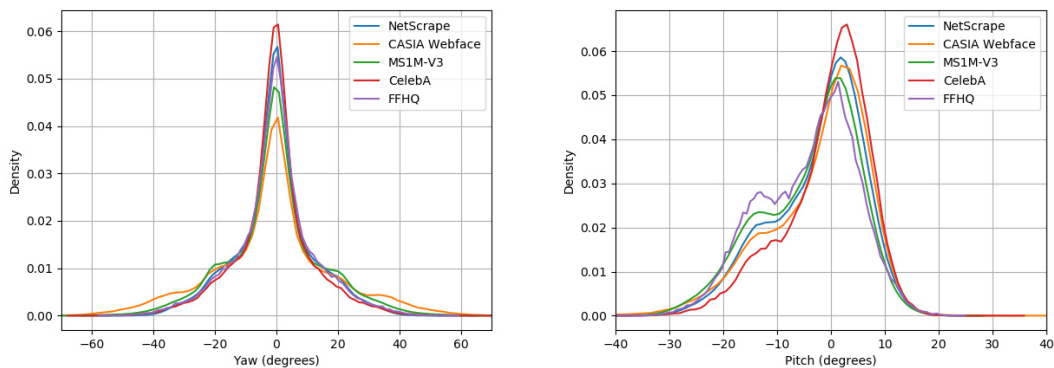 0.06
0.05
0.04
0.03
0.02
0.01
0.00
Density
−60 −40 −20 0 20 40 60
Yaw (degrees)
NetScrape
CASIA Webface
MS1M-V3
CelebA
FFHQ
0.06
0.05
0.04
0.03
0.02
0.01
0.00
Density
−40 −30 −20 −10 0 10 20 30 40
Pitch (degrees)
NetScrape
CASIA Webface
MS1M-V3
CelebA
FFHQ